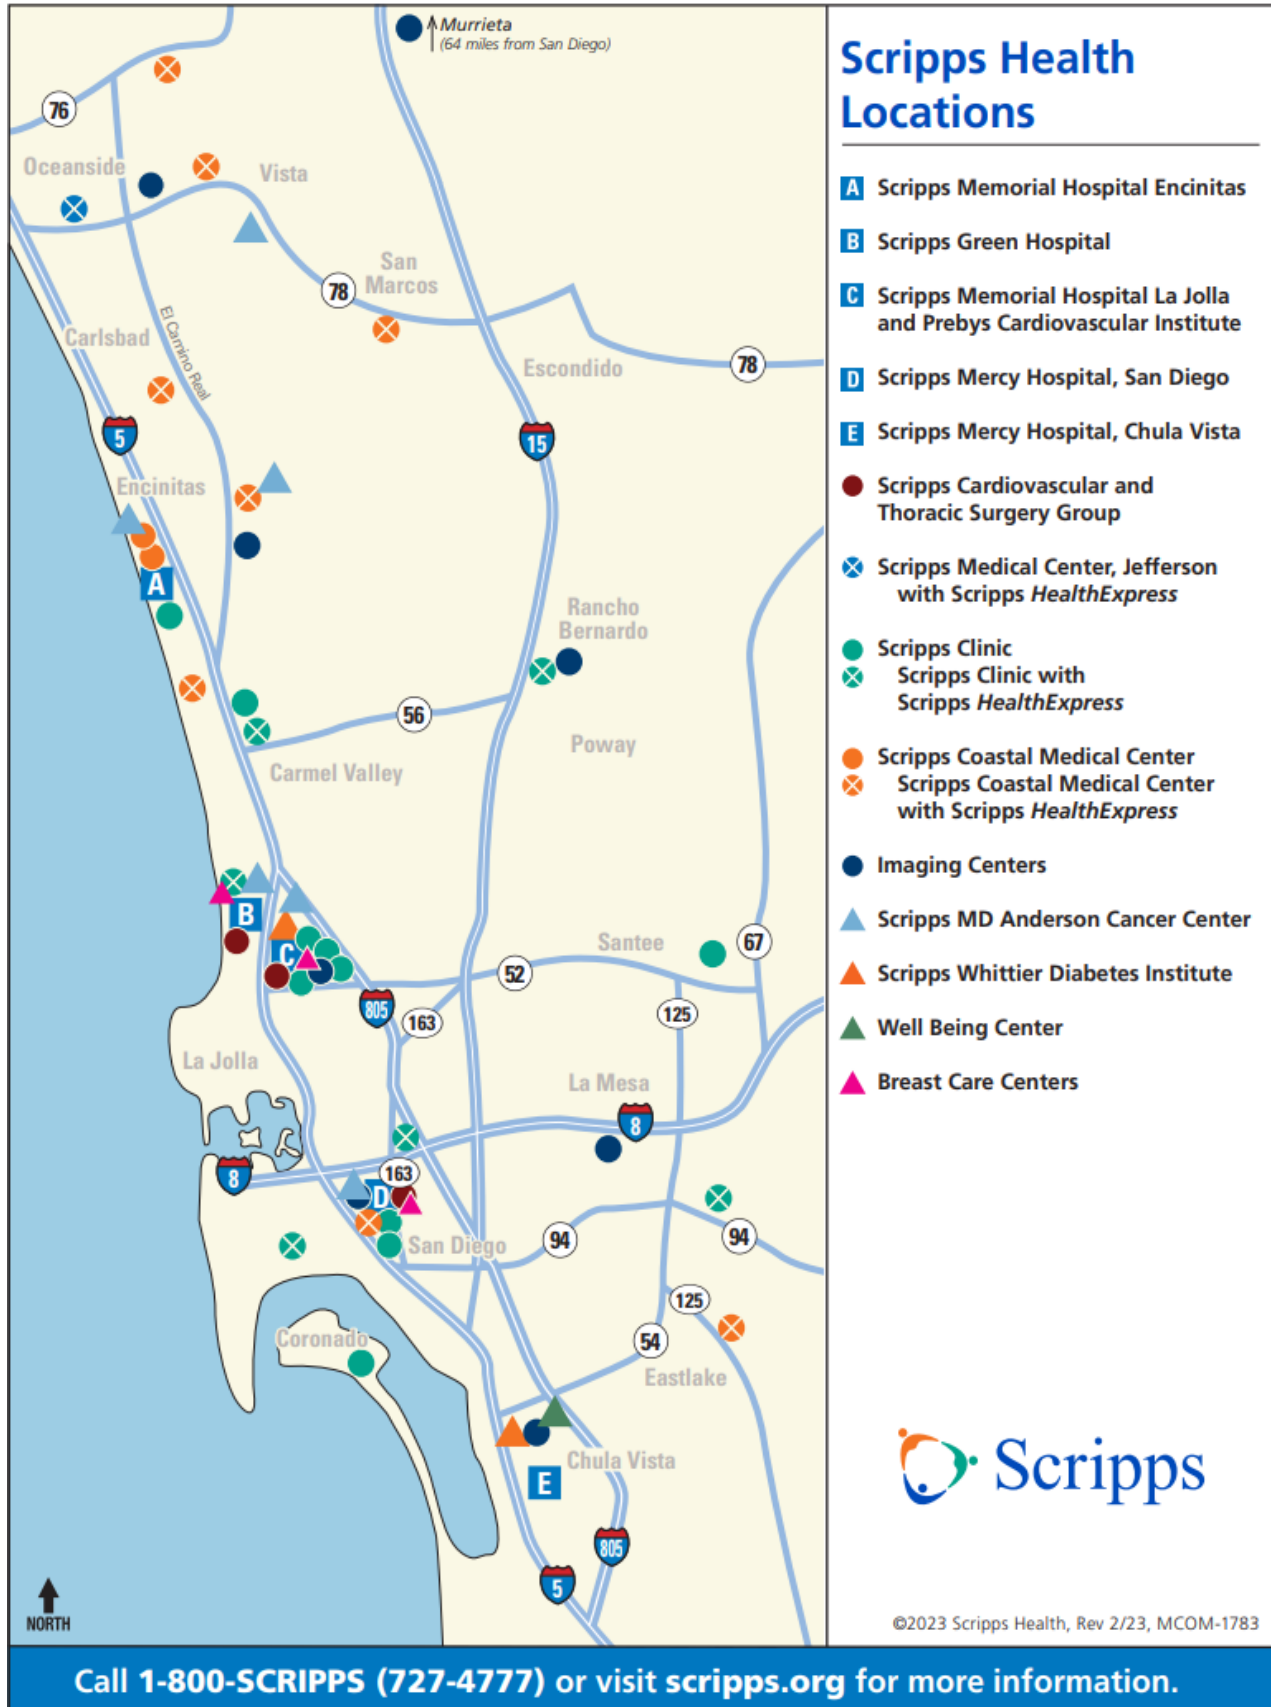 Murrieta
(64 miles from San Diego)
76
Oceanside
Vista
San
Marcos
78
El Camino Real
Carlsbad
Escondido
78
5
15
Encinitas
A
Rancho
Bernardo
56
Poway
Carmel Valley
B
C
Santee
67
52
805
163
125
La Jolla
La Mesa
8
8
163
D
San Diego
94
94
125
Coronado
54
Eastlake
Chula Vista
E
805
5
NORTH
Scripps Health
Locations
A Scripps Memorial Hospital Encinitas
B Scripps Green Hospital
C Scripps Memorial Hospital La Jolla
and Prebys Cardiovascular Institute
D Scripps Mercy Hospital, San Diego
E Scripps Mercy Hospital, Chula Vista
Scripps Cardiovascular and
Thoracic Surgery Group
Scripps Medical Center, Jefferson
with Scripps HealthExpress
Scripps Clinic
Scripps Clinic with
Scripps HealthExpress
Scripps Coastal Medical Center
Scripps Coastal Medical Center
with Scripps HealthExpress
Imaging Centers
Scripps MD Anderson Cancer Center
Scripps Whittier Diabetes Institute
Well Being Center
Breast Care Centers
Scripps
©2023 Scripps Health, Rev 2/23, MCOM-1783
Call 1-800-SCRIPPS (727-4777) or visit scripps.org for more information.